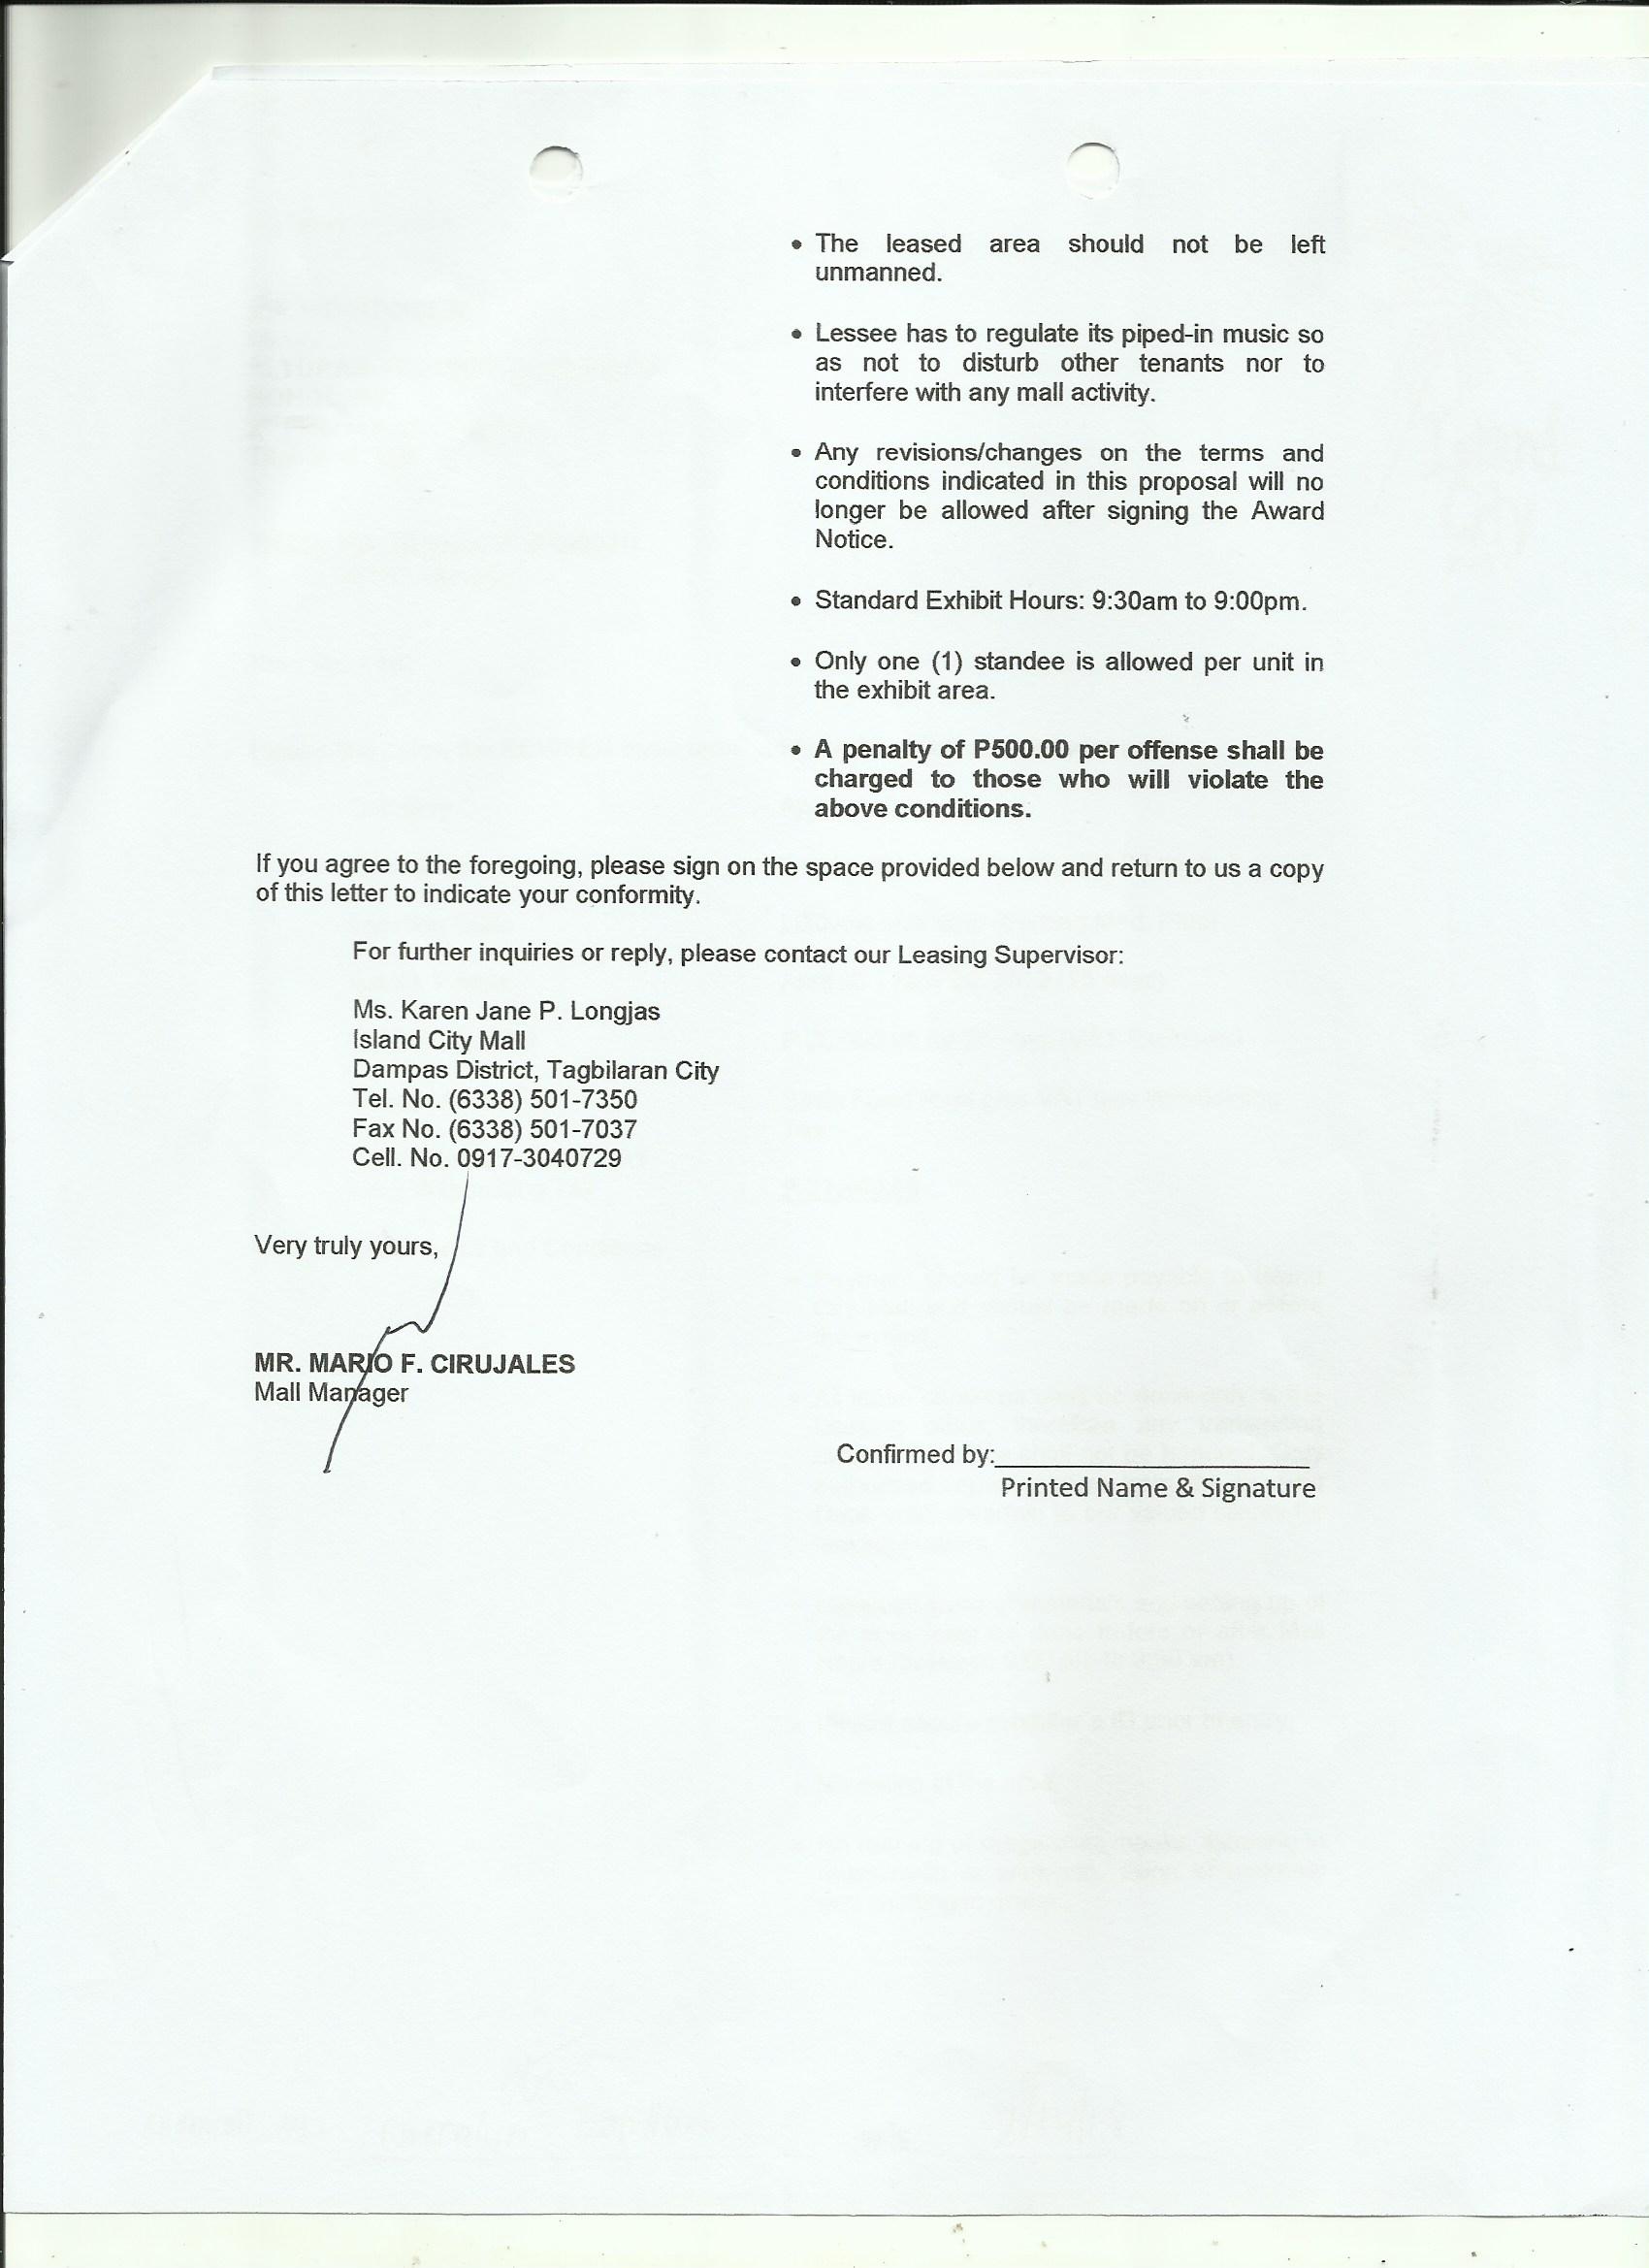 • The leased area should not be left
unmanned.
• Lessee has to regulate its piped-in music so
as not to disturb other tenants nor to
interfere with any mall activity.
• Any revisions/changes on the terms and
conditions indicated in this proposal will no
longer be allowed after signing the Award
Notice.
• Standard Exhibit Hours: 9:30am to 9:00pm.
• Only one (1) standee is allowed per unit in
the exhibit area.
• A penalty of P500.00 per offense shall be
charged to those who will violate the
above conditions.
If you agree to the foregoing, please sign on the space provided below and return to us a copy
of this letter to indicate your conformity.
For further inquiries or reply, please contact our Leasing Supervisor:
Ms. Karen Jane P. Longjas
Island City Mall
Dampas District, Tagbilaran City
Tel. No. (6338) 501-7350
Fax No. (6338) 501-7037
Cell. No. 0917-3040729
Very truly yours,
MR. MARIO F. CIRUJALES
Mall Manager
Confirmed by:
Printed Name & Signature